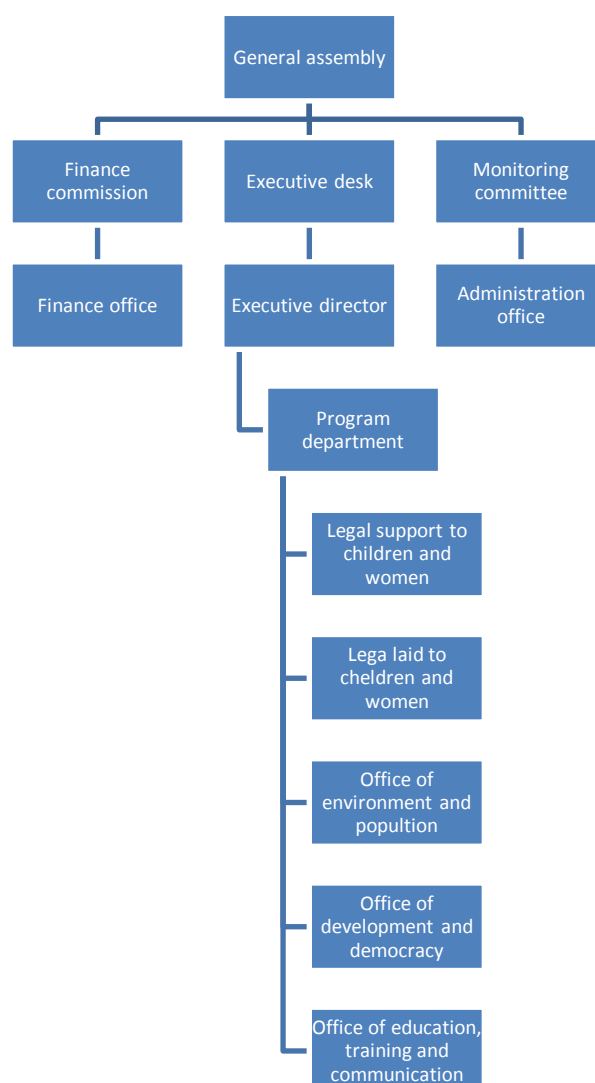 General
assembly
Finance
commission
Executive desk
Monitoring
committee
Finance office
Executive director
Administration
office
Program
department
Legal support to
children and
women
Lega laid to
cheldren and
women
Office of
environment and
popultion
Office of
development and
democracy
Office of education,
training and
communication